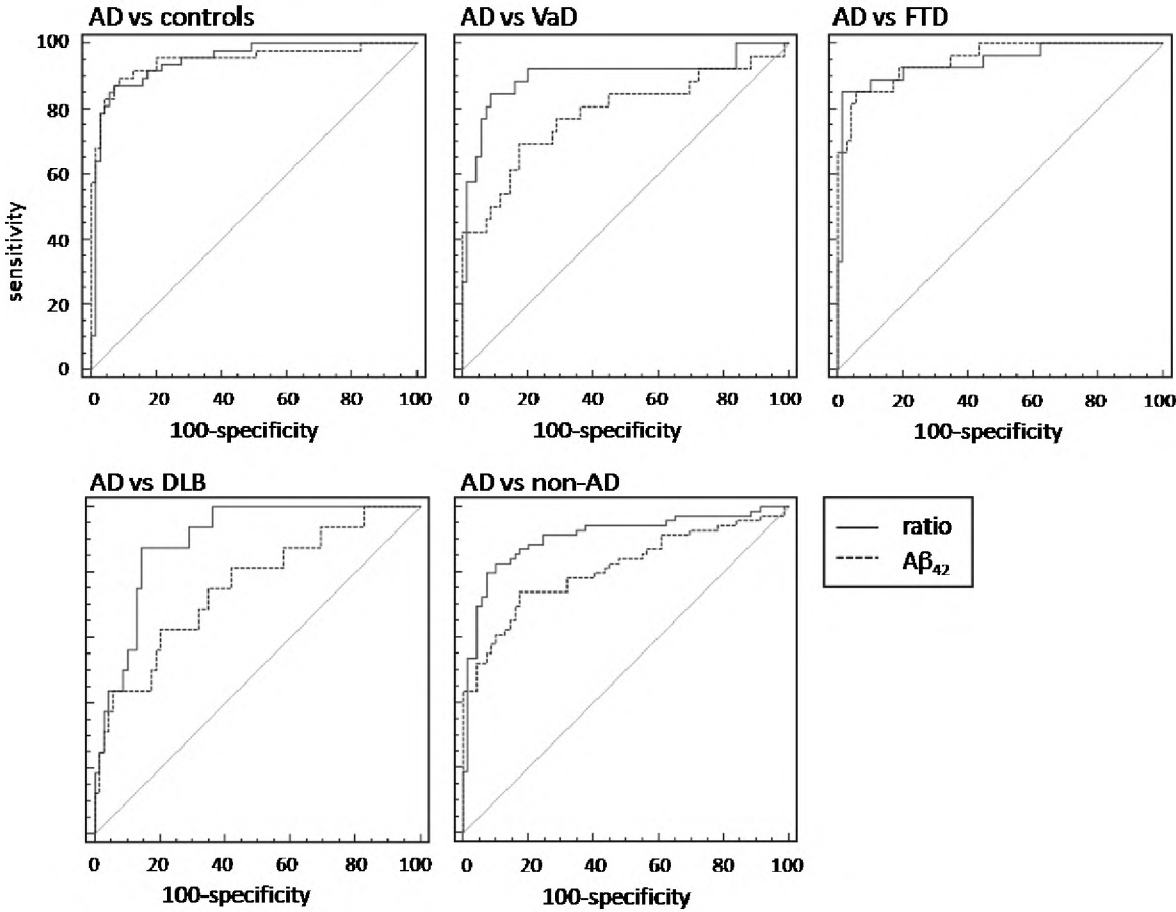 AD vs controls
AD vs VaD
AD vs FTD
sensitivity
100
80
60
40
20
0
0 20 40 60 80 100
0 20 40 60 80 100
0 20 40 60 80 100
100-specificity
100-specificity
100-specificity
AD vs DLB
AD vs non-AD
ratio
Aβ₄₂
0 20 40 60 80 100
0 20 40 60 80 100
100-specificity
100-specificity